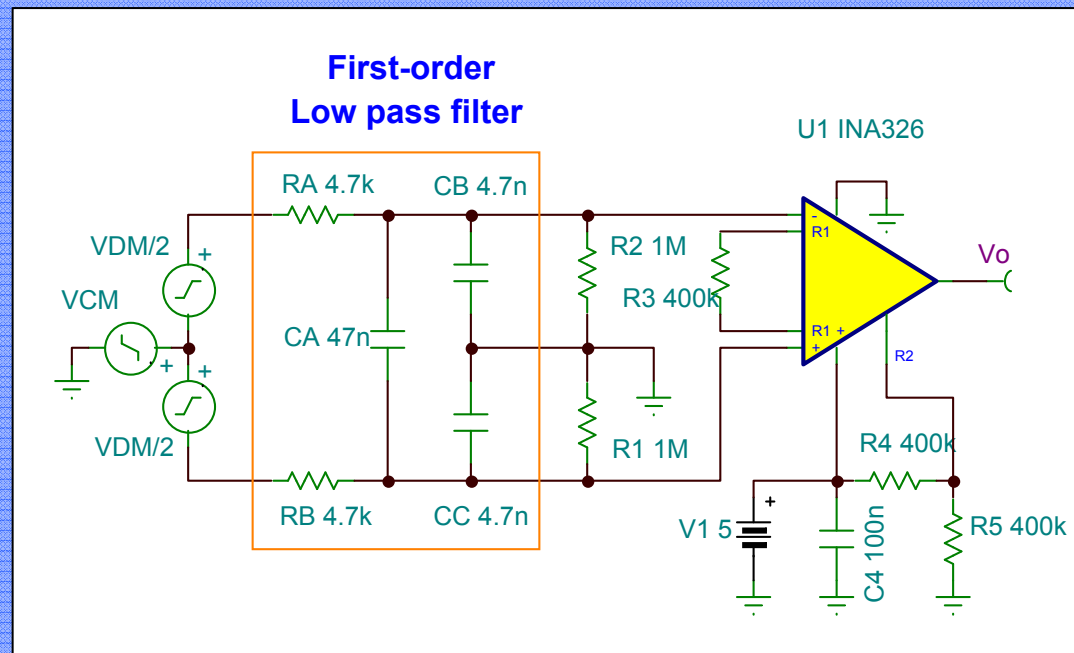 First-order
Low pass filter
U1 INA326
RA 4.7k
CB 4.7n
VDM/2
+
-
R1
R2 1M
Vo
VCM
R3 400k
CA 47n
+
+
R1
+
+
R2
VDM/2
R1 1M
R4 400k
RB 4.7k
CC 4.7n
+
V1 5
C4 100n
R5 400k